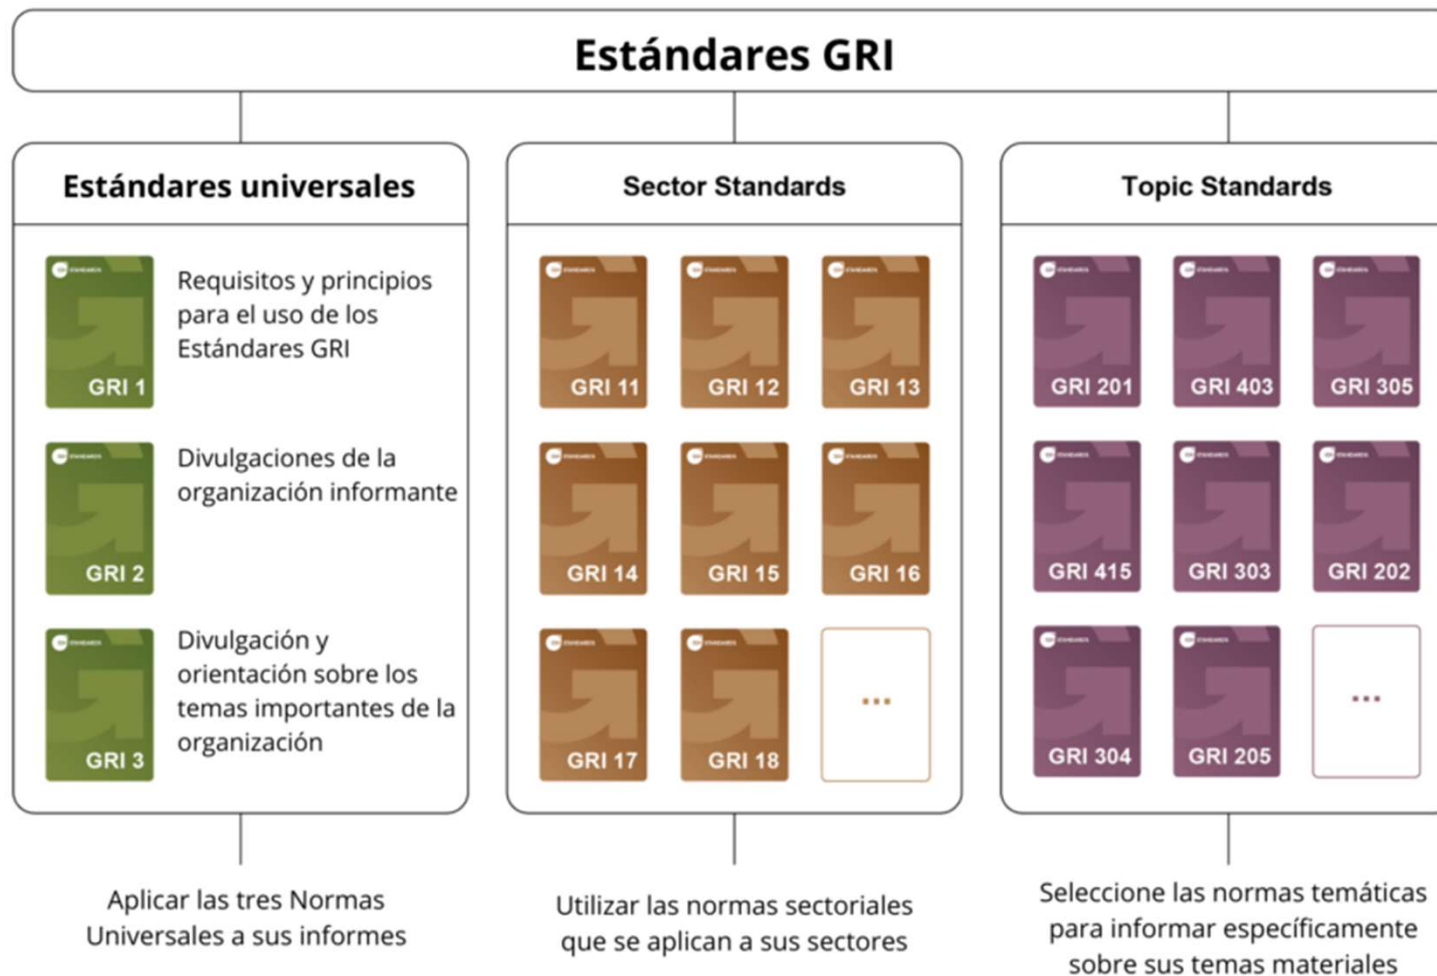 Estándares GRI
Estándares universales
GRI 1
Requisitos y principios
para el uso de los
Estándares GRI
GRI 2
Divulgaciones de la
organización informante
GRI 3
Divulgación y
orientación sobre los
temas importantes de la
organización
Aplicar las tres Normas
Universales a sus informes
Sector Standards
GRI 11 GRI 12 GRI 13
GRI 14 GRI 15 GRI 16
GRI 17 GRI 18 ...
Utilizar las normas sectoriales
que se aplican a sus sectores
Topic Standards
GRI 201 GRI 403 GRI 305
GRI 415 GRI 303 GRI 202
GRI 304 GRI 205 ...
Seleccione las normas temáticas
para informar específicamente
sobre sus temas materiales